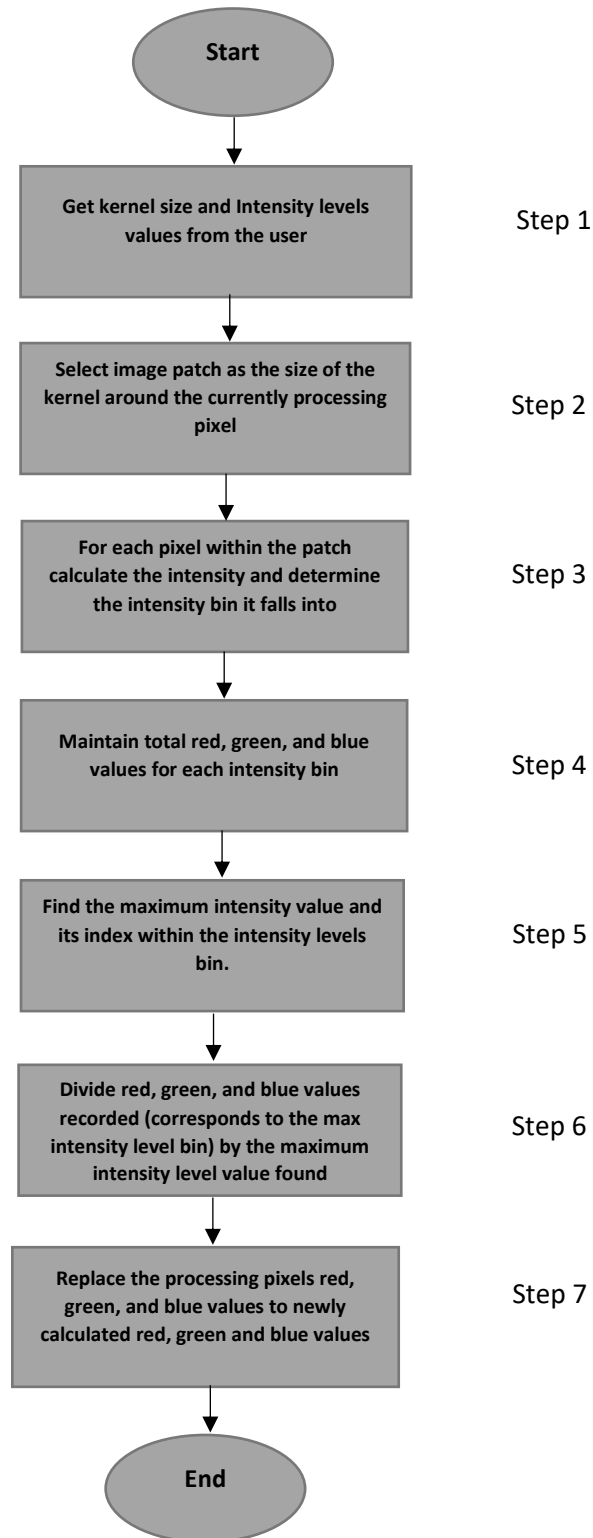 Start
Get kernel size and Intensity levels
values from the user
Step 1
Select image patch as the size of the
kernel around the currently processing
pixel
Step 2
For each pixel within the patch
calculate the intensity and determine
the intensity bin it falls into
Step 3
Maintain total red, green, and blue
values for each intensity bin
Step 4
Find the maximum intensity value and
its index within the intensity levels
bin.
Step 5
Divide red, green, and blue values
recorded (corresponds to the max
intensity level bin) by the maximum
intensity level value found
Step 6
Replace the processing pixels red,
green, and blue values to newly
calculated red, green and blue values
Step 7
End